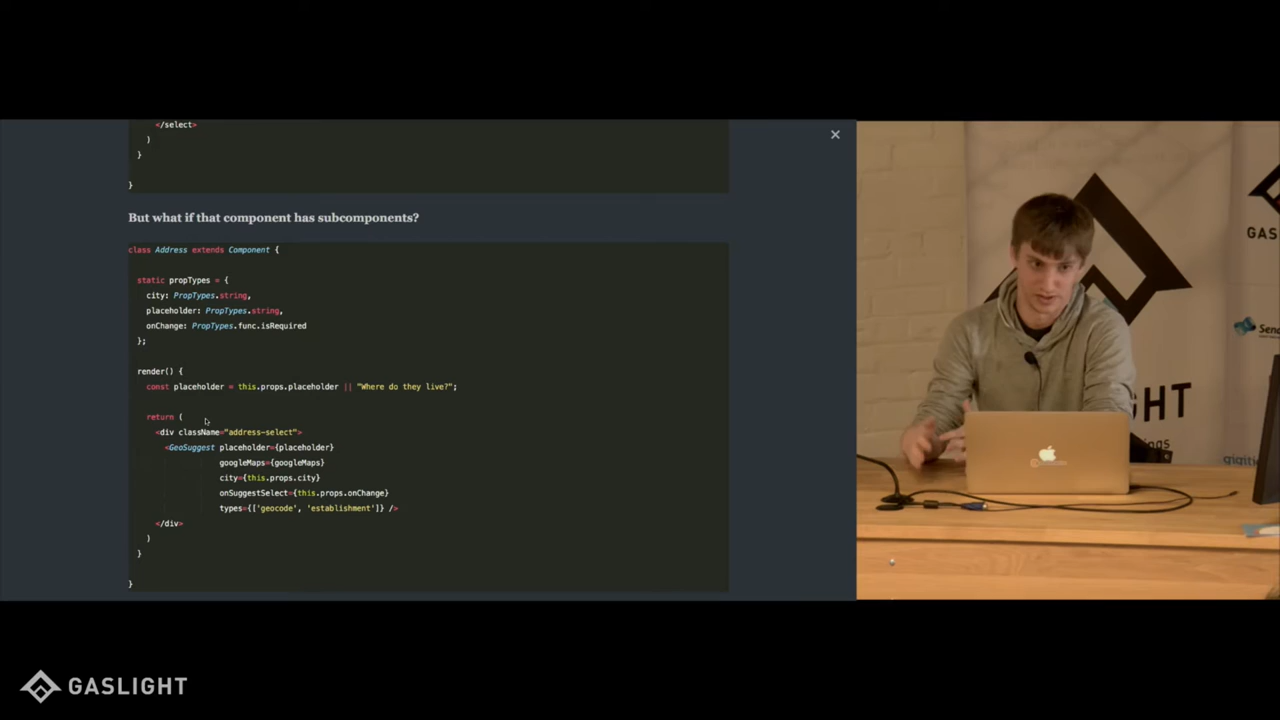 </select>
)
}
}
But what if that component has subcomponents?
class Address extends Component {
static propTypes = {
city: PropTypes.string,
placeholder: PropTypes.string,
onChange: PropTypes.func.isRequired
};
render() {
const placeholder = this.props.placeholder || "Where do they live?";
return (
<div className="address-select">
<GeoSuggest placeholder={placeholder}
googleMaps={googleMaps}
city={this.props.city}
onSuggestSelect={this.props.onChange}
types={['geocode', 'establishment']} />
</div>
)
}
}
GAS
Send
GASLIGHT